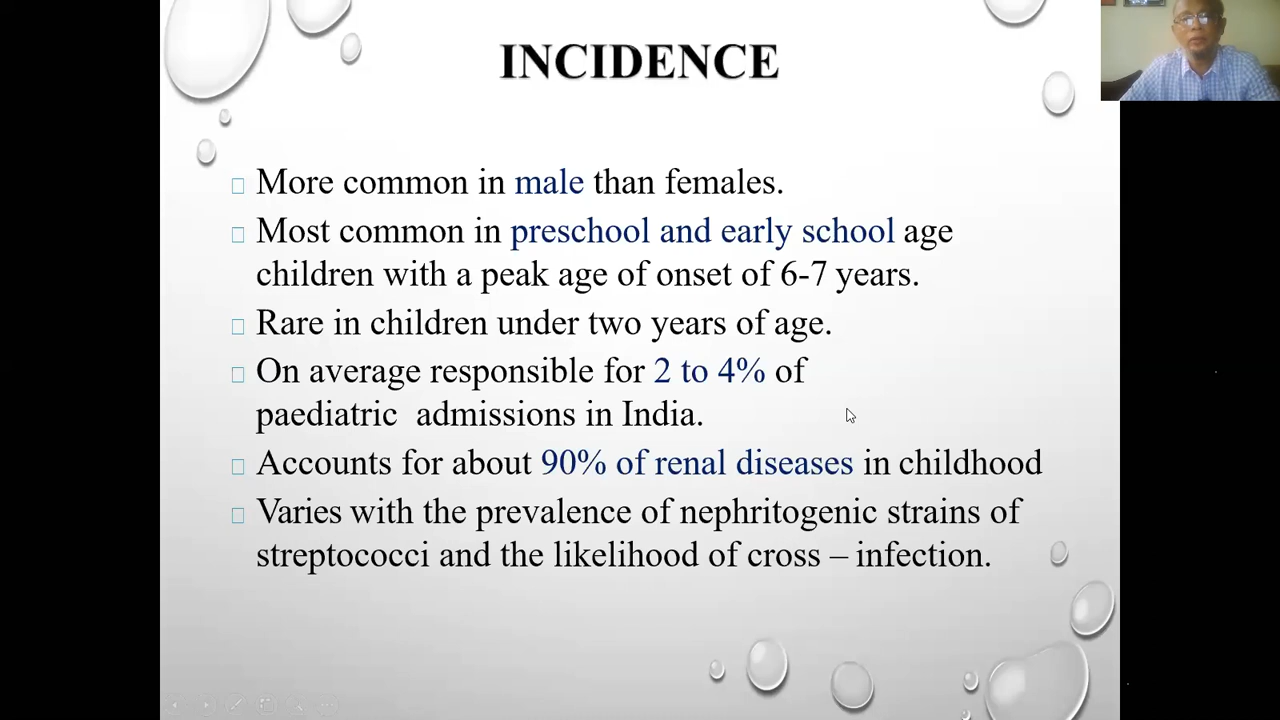 INCIDENCE
More common in male than females.
Most common in preschool and early school age
children with a peak age of onset of 6-7 years.
Rare in children under two years of age.
On average responsible for 2 to 4% of
paediatric admissions in India.
Accounts for about 90% of renal diseases in childhood
Varies with the prevalence of nephritogenic strains of
streptococci and the likelihood of cross – infection.